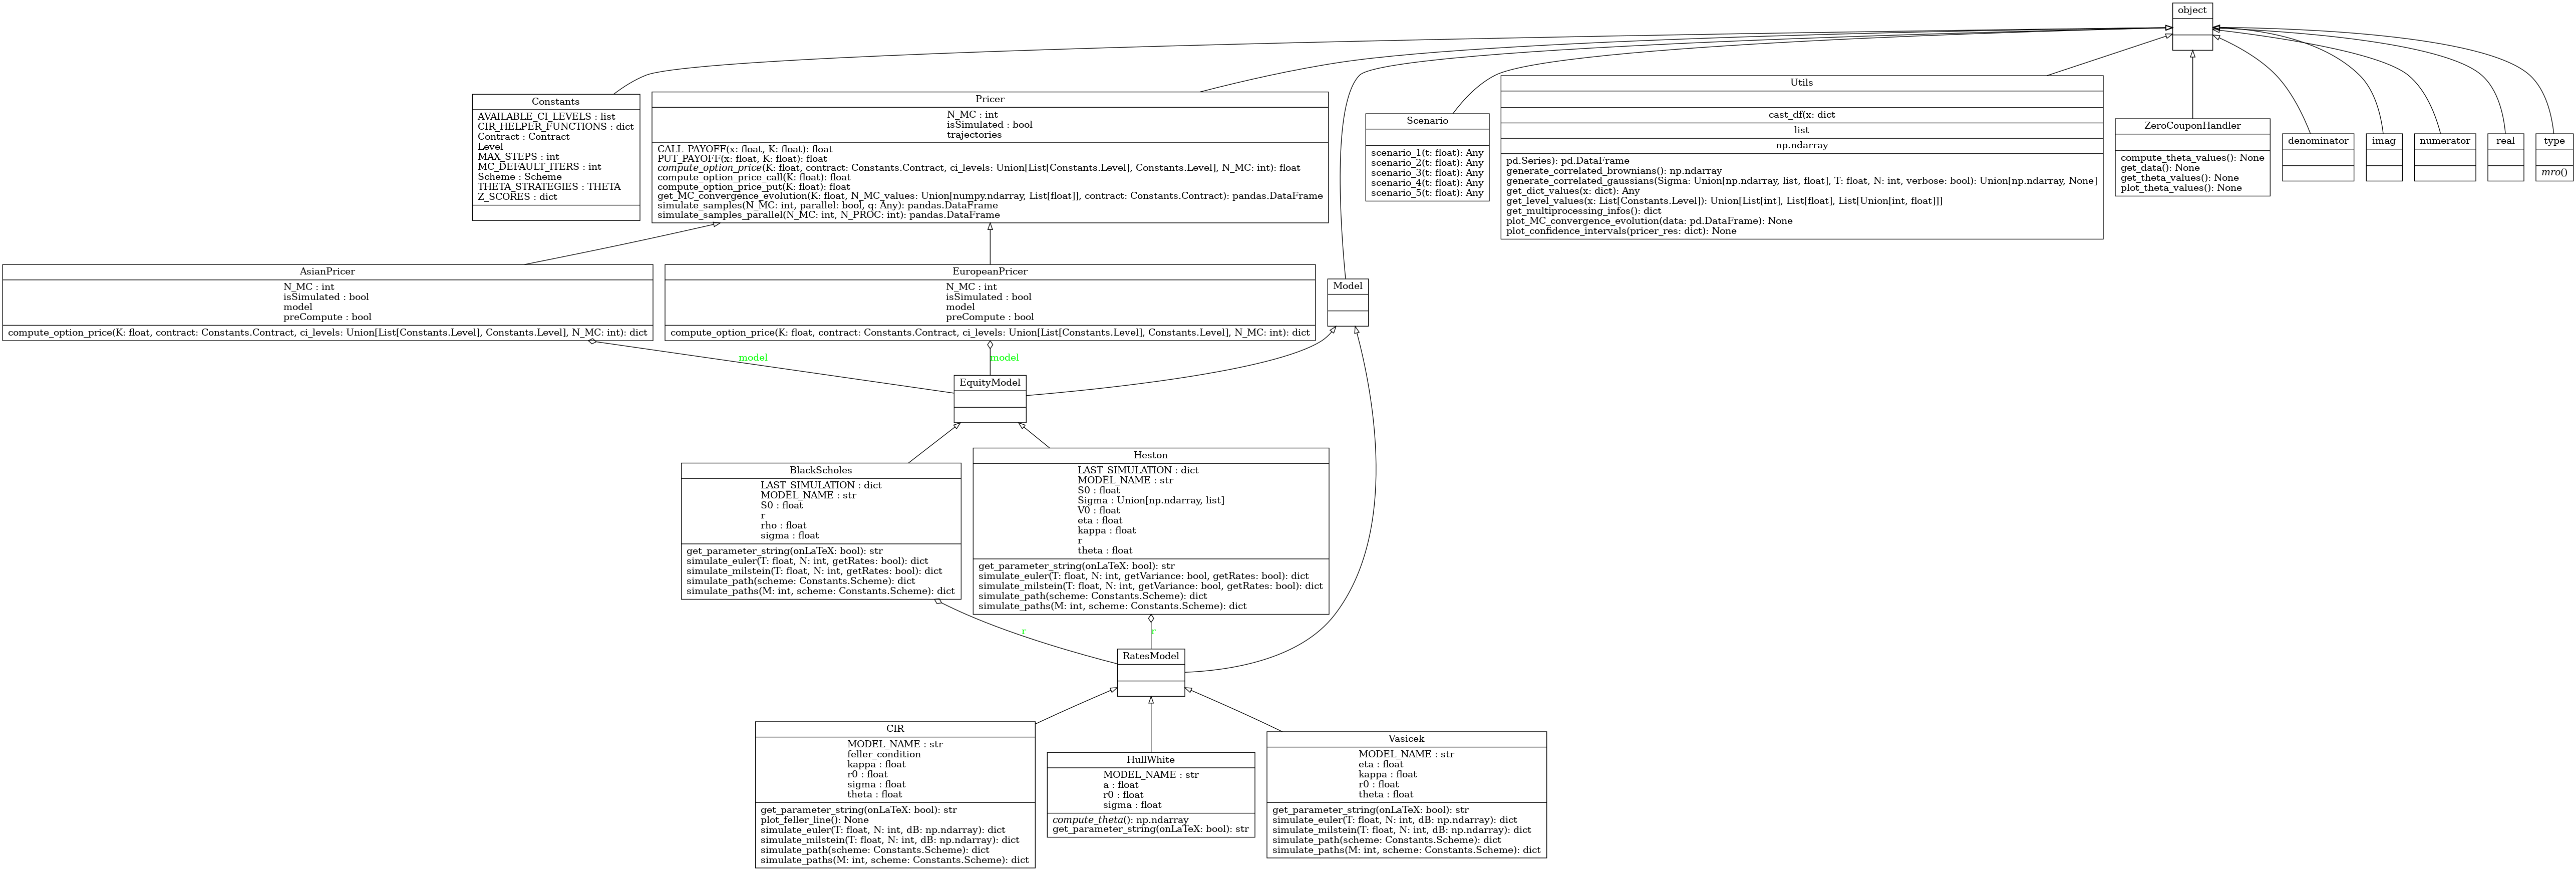 object
Constants
AVAILABLE_CI_LEVELS : list
CIR_HELPER_FUNCTIONS : dict
Contract : Contract
Level
MAX_STEPS : int
MC_DEFAULT_ITERS : int
Scheme : Scheme
THETA_STRATEGIES : THETA
Z_SCORES : dict
Pricer
N_MC : int
isSimulated : bool
trajectories
CALL_PAYOFF(x: float, K: float): float
PUT_PAYOFF(x: float, K: float): float
compute_option_price(K: float, contract: Constants.Contract, ci_levels: Union[List[Constants.Level], Constants.Level], N_MC: int): float
compute_option_price_call(K: float): float
compute_option_price_put(K: float): float
get_MC_convergence_evolution(K: float, N_MC_values: Union[numpy.ndarray, List[float]], contract: Constants.Contract): pandas.DataFrame
simulate_samples(N_MC: int, parallel: bool, q: Any): pandas.DataFrame
simulate_samples_parallel(N_MC: int, N_PROC: int): pandas.DataFrame
Scenario
scenario_1(t: float): Any
scenario_2(t: float): Any
scenario_3(t: float): Any
scenario_4(t: float): Any
scenario_5(t: float): Any
Utils
cast_df(x: dict
list
np.ndarray
pd.Series): pd.DataFrame
generate_correlated_brownians(): np.ndarray
generate_correlated_gaussians(Sigma: Union[np.ndarray, list, float], T: float, N: int, verbose: bool): Union[np.ndarray, None]
get_dict_values(x: dict): Any
get_level_values(x: List[Constants.Level]): Union[List[int], List[float], List[Union[int, float]]]
get_multiprocessing_infos(): dict
plot_MC_convergence_evolution(data: pd.DataFrame): None
plot_confidence_intervals(pricer_res: dict): None
ZeroCouponHandler
compute_theta_values(): None
get_data(): None
get_theta_values(): None
plot_theta_values(): None
denominator
imag
numerator
real
type
mro()
AsianPricer
N_MC : int
isSimulated : bool
model
preCompute : bool
compute_option_price(K: float, contract: Constants.Contract, ci_levels: Union[List[Constants.Level], Constants.Level], N_MC: int): dict
EuropeanPricer
N_MC : int
isSimulated : bool
model
preCompute : bool
compute_option_price(K: float, contract: Constants.Contract, ci_levels: Union[List[Constants.Level], Constants.Level], N_MC: int): dict
Model
model
model
EquityModel
BlackScholes
LAST_SIMULATION : dict
MODEL_NAME : str
S0 : float
r
rho : float
sigma : float
get_parameter_string(onLaTeX: bool): str
simulate_euler(T: float, N: int, getRates: bool): dict
simulate_milstein(T: float, N: int, getRates: bool): dict
simulate_path(scheme: Constants.Scheme): dict
simulate_paths(M: int, scheme: Constants.Scheme): dict
Heston
LAST_SIMULATION : dict
MODEL_NAME : str
S0 : float
Sigma : Union[np.ndarray, list]
V0 : float
eta : float
kappa : float
r
theta : float
get_parameter_string(onLaTeX: bool): str
simulate_euler(T: float, N: int, getVariance: bool, getRates: bool): dict
simulate_milstein(T: float, N: int, getVariance: bool, getRates: bool): dict
simulate_path(scheme: Constants.Scheme): dict
simulate_paths(M: int, scheme: Constants.Scheme): dict
r
r
RatesModel
CIR
MODEL_NAME : str
feller_condition
kappa : float
r0 : float
sigma : float
theta : float
get_parameter_string(onLaTeX: bool): str
plot_feller_line(): None
simulate_euler(T: float, N: int, dB: np.ndarray): dict
simulate_milstein(T: float, N: int, dB: np.ndarray): dict
simulate_path(scheme: Constants.Scheme): dict
simulate_paths(M: int, scheme: Constants.Scheme): dict
HullWhite
MODEL_NAME : str
a : float
r0 : float
sigma : float
compute_theta(): np.ndarray
get_parameter_string(onLaTeX: bool): str
Vasicek
MODEL_NAME : str
eta : float
kappa : float
r0 : float
theta : float
get_parameter_string(onLaTeX: bool): str
simulate_euler(T: float, N: int, dB: np.ndarray): dict
simulate_milstein(T: float, N: int, dB: np.ndarray): dict
simulate_path(scheme: Constants.Scheme): dict
simulate_paths(M: int, scheme: Constants.Scheme): dict